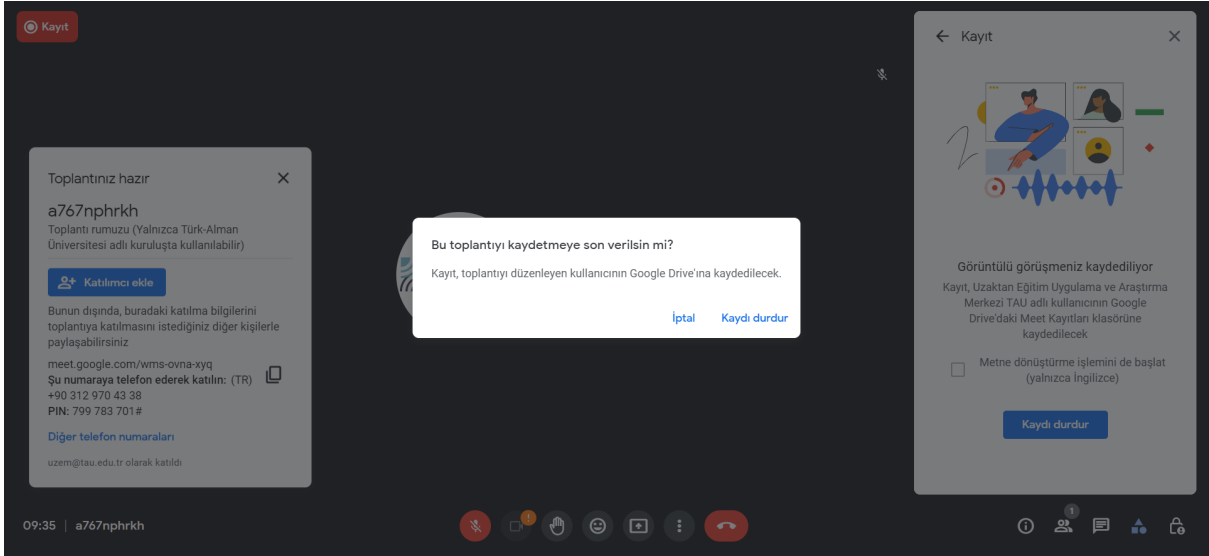 Kayıt
Toplantınız hazır
a767nphrkh
Toplantı rumuzu (Yalnızca Türk-Alman
Üniversitesi adlı kuruluşta kullanılabilir)
Katılımcı ekle
Bunun dışında, buradaki katılma bilgilerini
toplantıya katılmasını istediğiniz diğer kişilerle
paylaşabilirsiniz
meet.google.com/wms-ovna-xyq
Şu numaraya telefon ederek katılın: (TR)
+90 312 970 43 38
PIN: 799 783 701#
Diğer telefon numaraları
uzem@tau.edu.tr olarak katıldı
Bu toplantıyı kaydetmeye son verilsin mi?
Kayıt, toplantıyı düzenleyen kullanıcının Google Drive'ına kaydedilecek.
İptal Kaydı durdur
Kayıt
Görüntülü görüşmeniz kaydediliyor
Kayıt, Uzaktan Eğitim Uygulama ve Araştırma
Merkezi TAU adlı kullanıcının Google
Drive'daki Meet Kayıtları klasörüne
kaydedilecek
Metne dönüştürme işlemini de başlat
(yalnızca İngilizce)
Kaydı durdur
09:35 | a767nphrkh
!
1